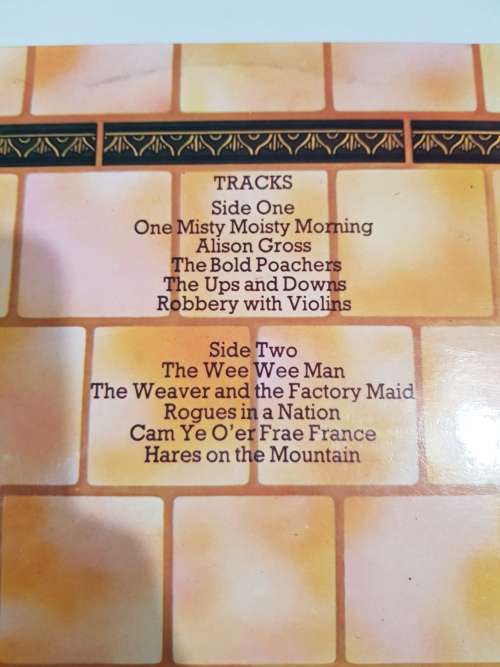 TRACKS
Side One
One Misty Moisty Morning
Alison Gross
The Bold Poachers
The Ups and Downs
Robbery with Violins
Side Two
The Wee Wee Man
The Weaver and the Factory Maid
Rogues in a Nation
Cam Ye O'er Frae France
Hares on the Mountain